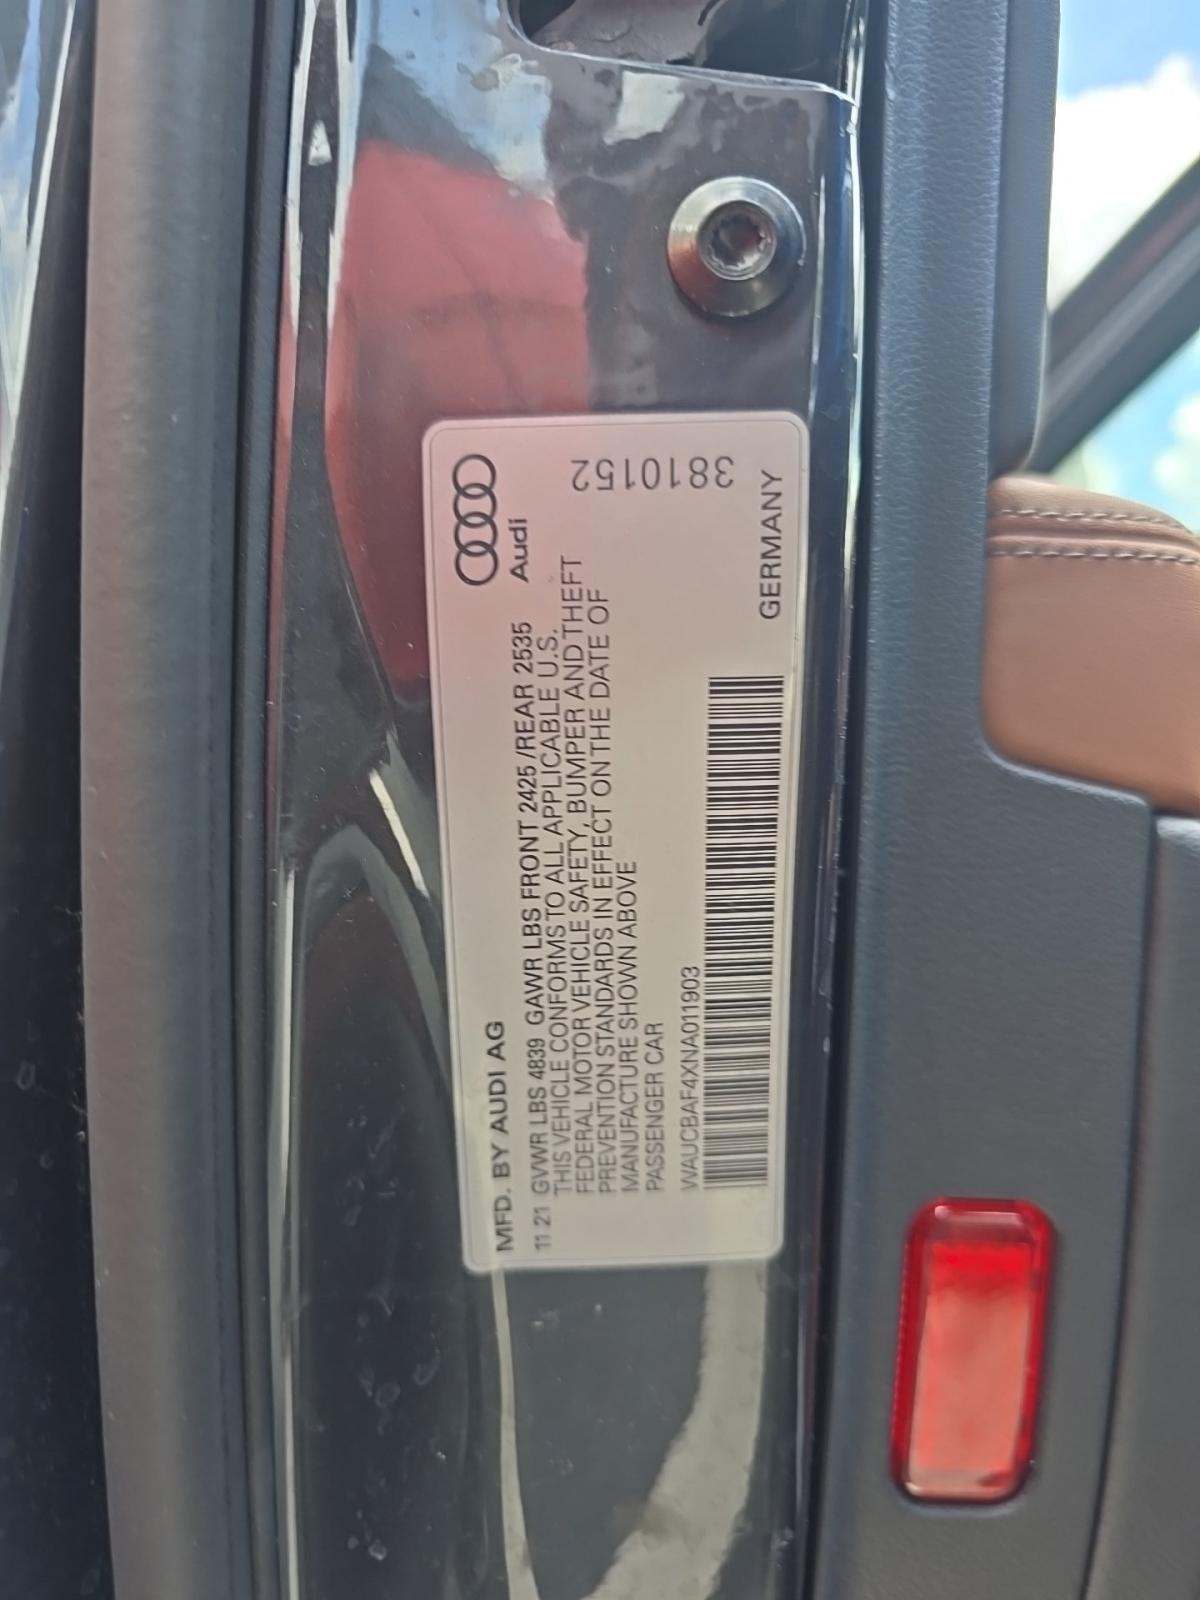 MFD. BY AUDI AG
Audi
11 21 GVWR LBS 4839 GAWR LBS FRONT 2425 /REAR 2535
THIS VEHICLE CONFORMS TO ALL APPLICABLE U.S.
FEDERAL MOTOR VEHICLE SAFETY, BUMPER AND THEFT
PREVENTION STANDARDS IN EFFECT ON THE DATE OF
MANUFACTURE SHOWN ABOVE
PASSENGER CAR
3810152
WAUCBAF4XNA011903
GERMANY